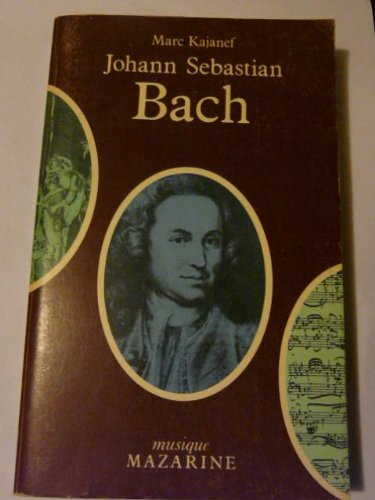 Marc Kajanef
Johann Sebastian
Bach
musique
MAZARINE